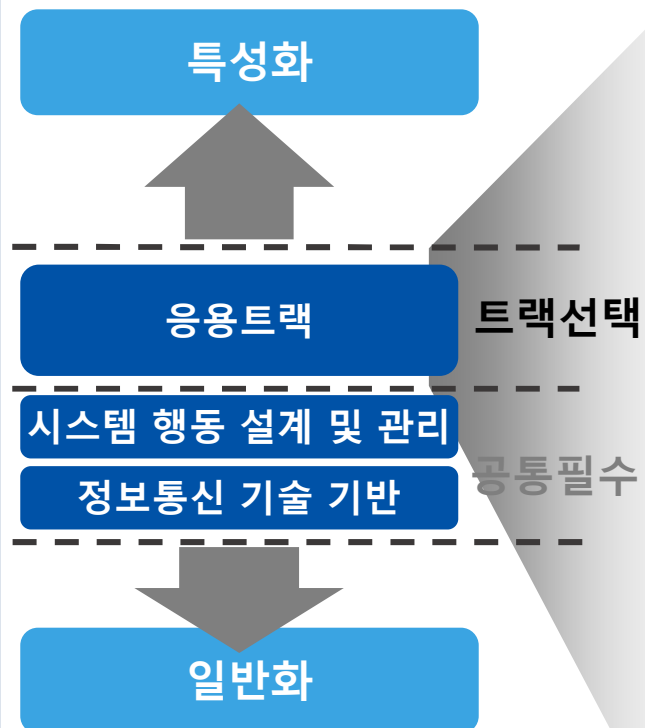 특성화
응용트랙
트랙선택
시스템 행동 설계 및 관리
정보통신 기술 기반
공통필수
일반화